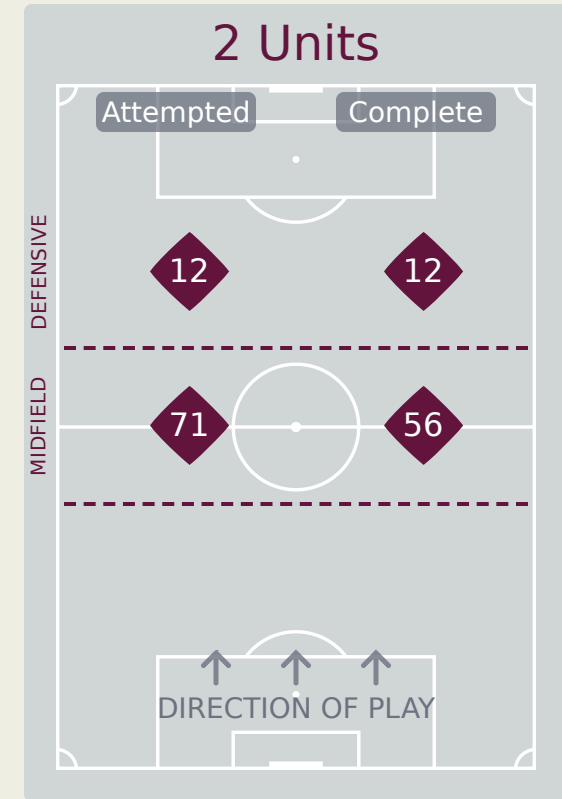 2 Units
Attempted Complete
DEFENSIVE
12 12
MIDFIELD
71 56
DIRECTION OF PLAY